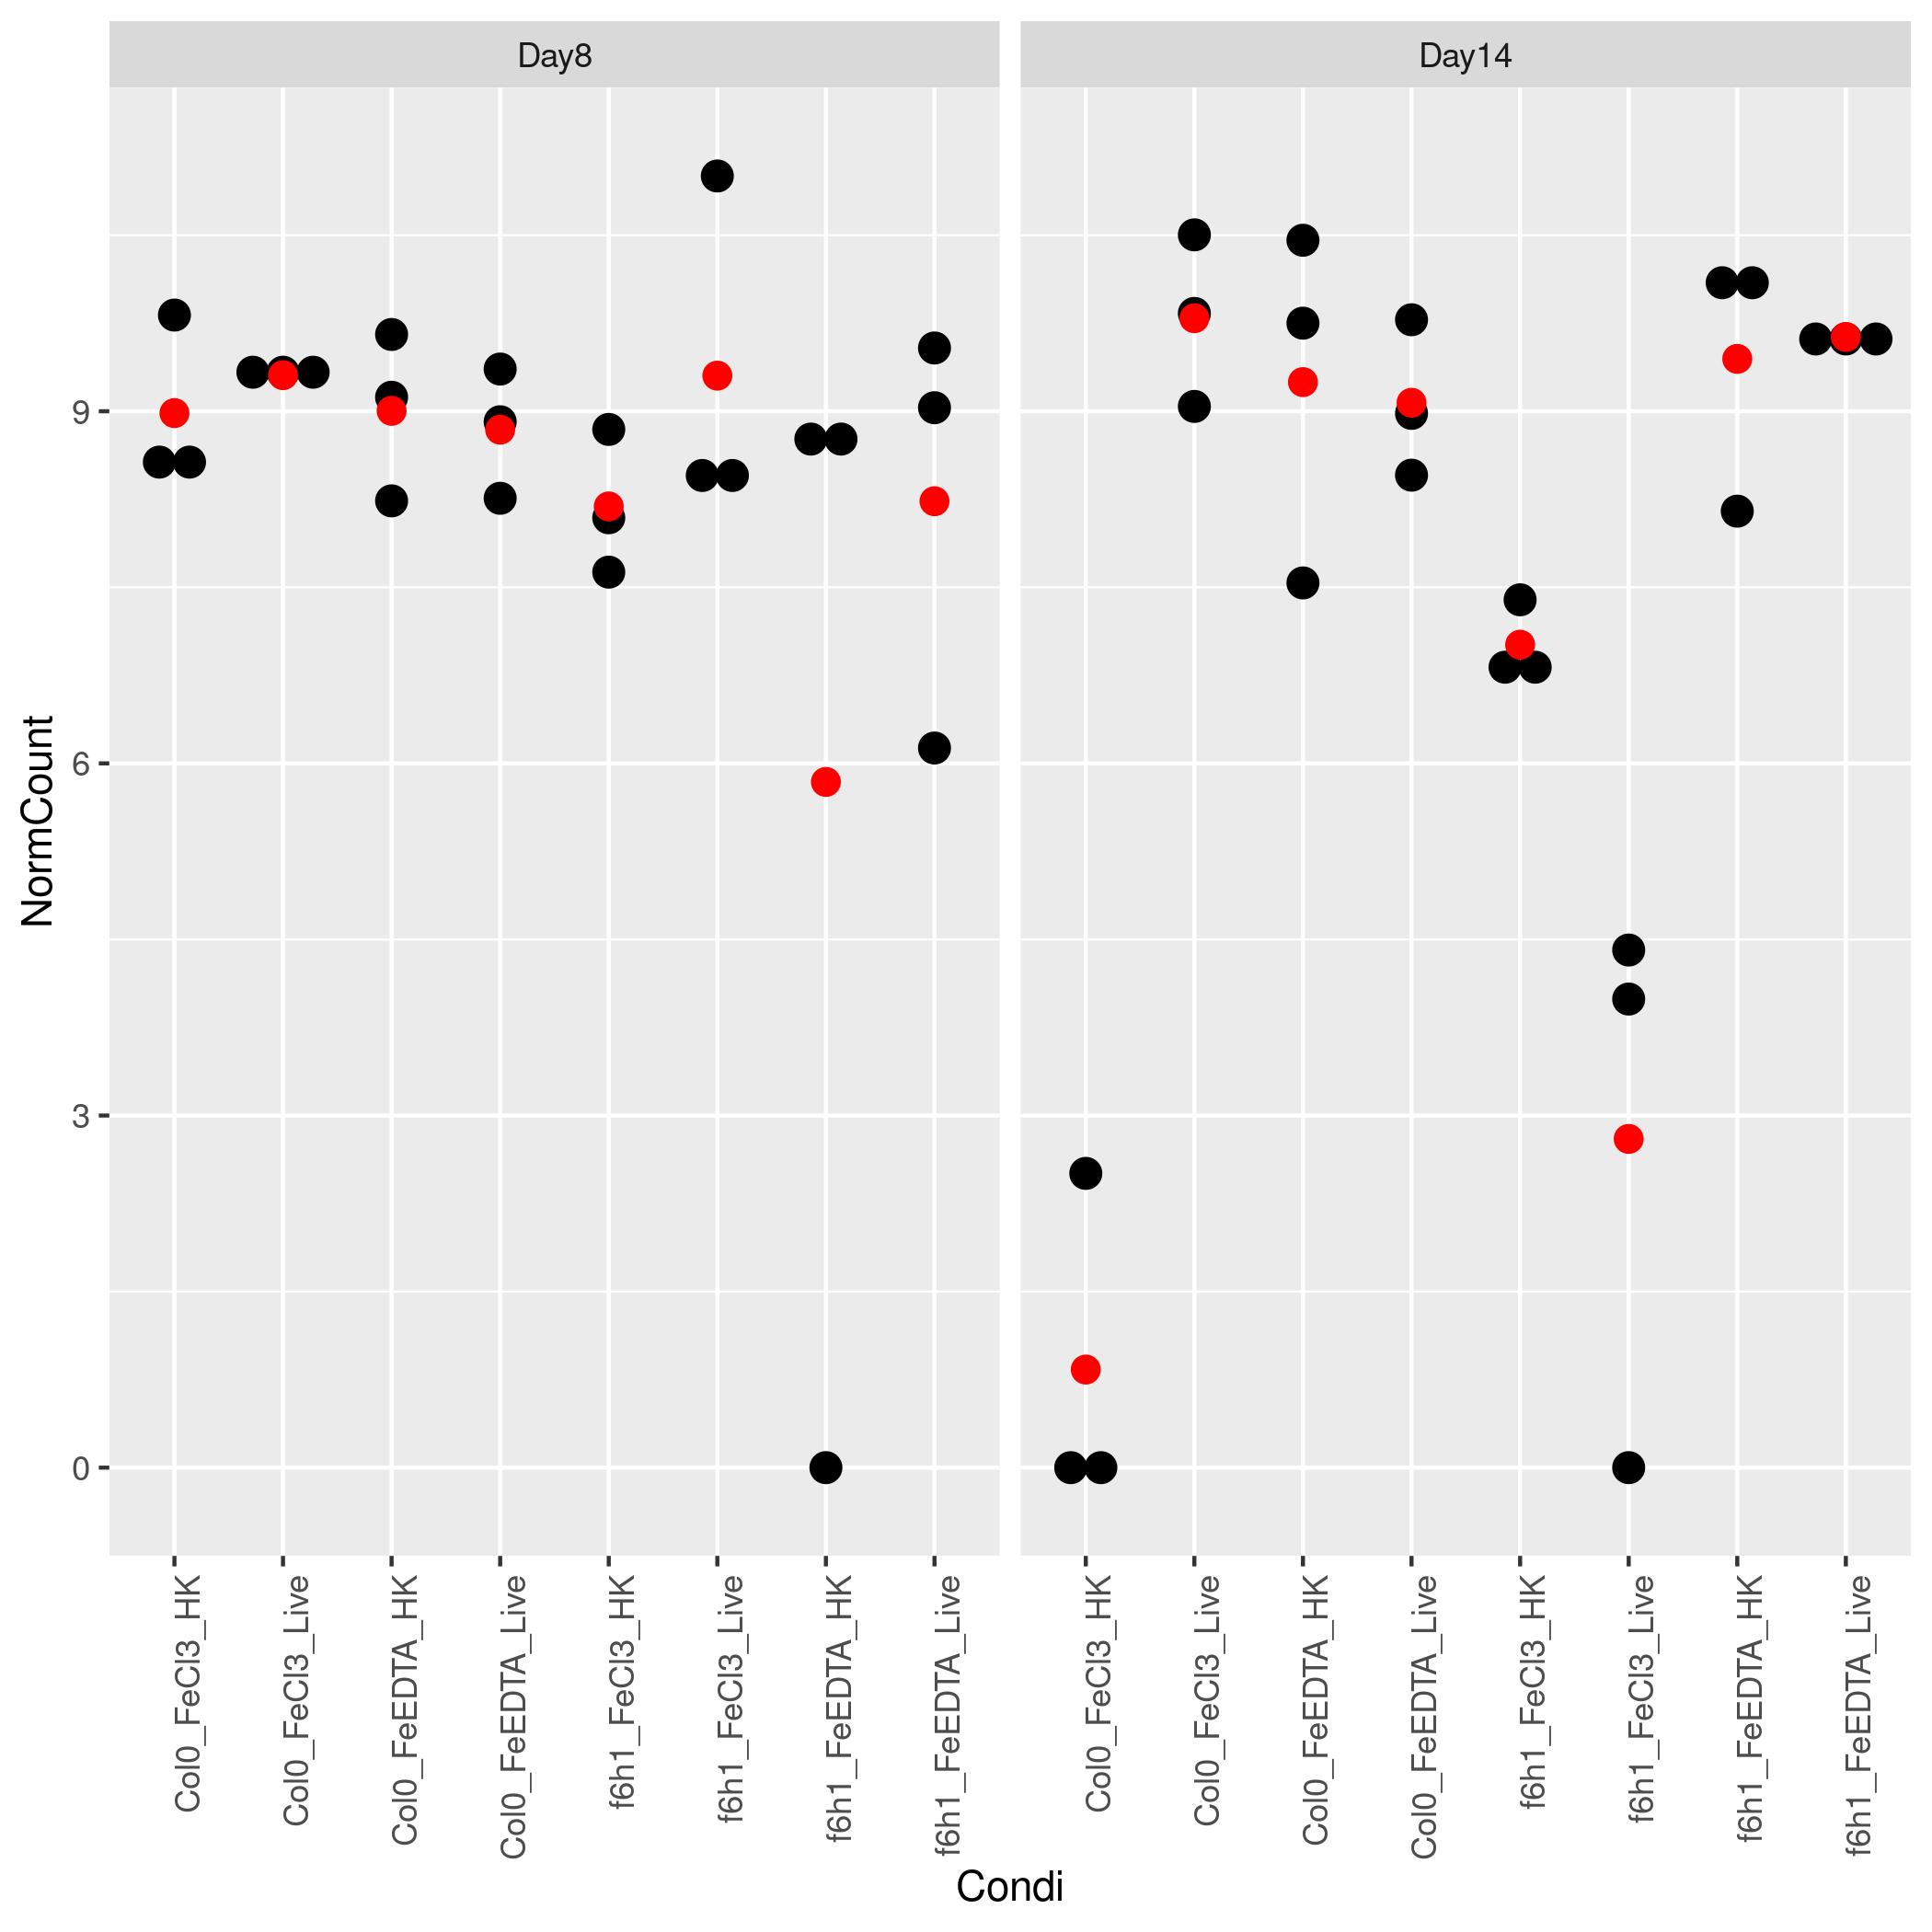 Day8
Day14
NormCount
9
6
3
0
Col0_FeCl3_HK
Col0_FeCl3_Live
Col0_FeEDTA_HK
Col0_FeEDTA_Live
f6h1_FeCl3_HK
f6h1_FeCl3_Live
f6h1_FeEDTA_HK
f6h1_FeEDTA_Live
Col0_FeCl3_HK
Col0_FeCl3_Live
Col0_FeEDTA_HK
Col0_FeEDTA_Live
f6h1_FeCl3_HK
f6h1_FeCl3_Live
f6h1_FeEDTA_HK
f6h1_FeEDTA_Live
Condi